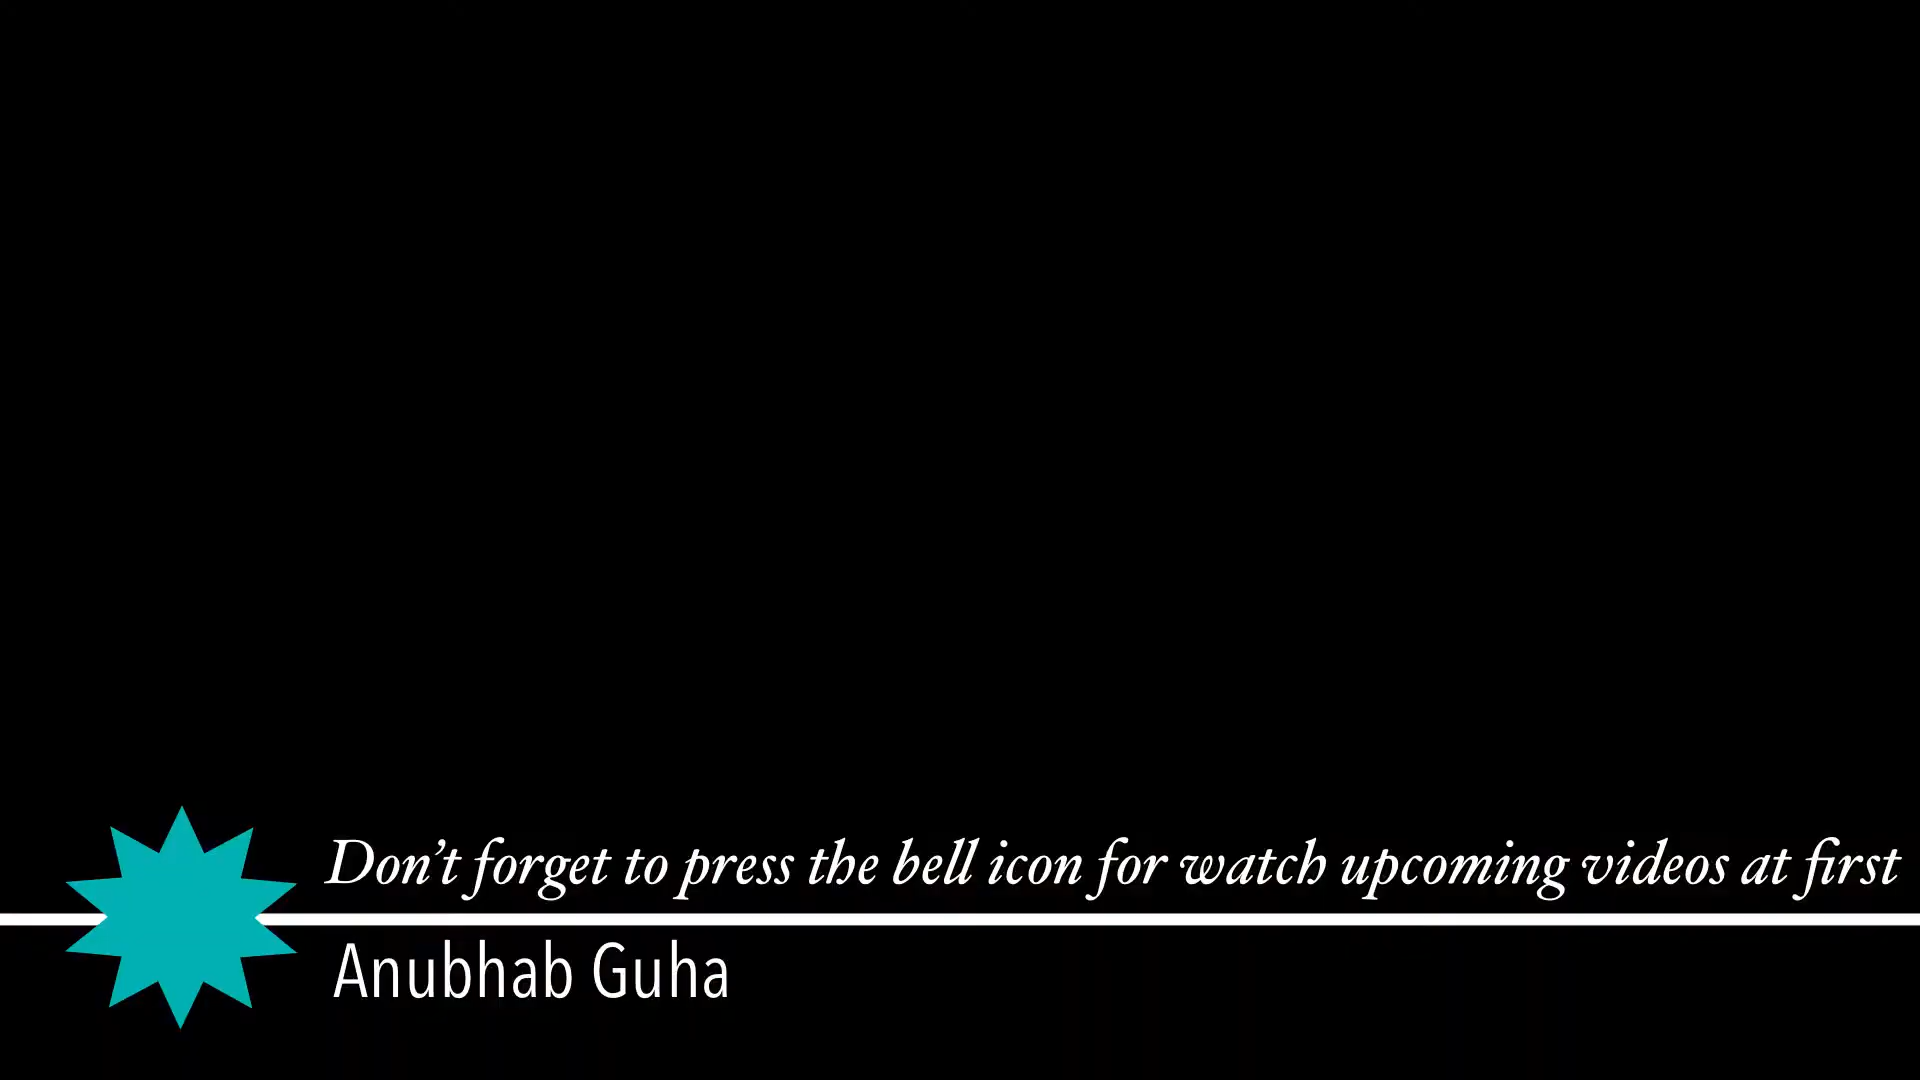 Don’t forget to press the bell icon for watch upcoming videos at first
Anubhab Guha